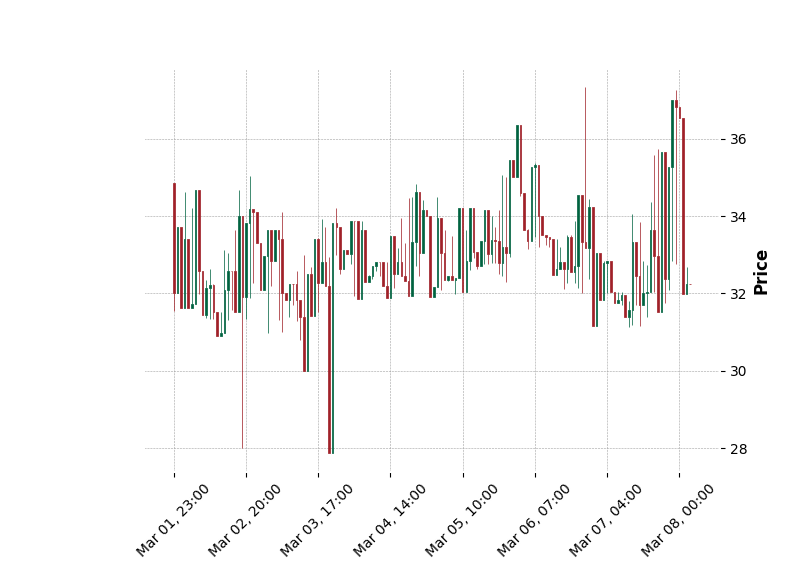 36
34
32
30
28
Price
Mar 01, 23:00
Mar 02, 20:00
Mar 03, 17:00
Mar 04, 14:00
Mar 05, 10:00
Mar 06, 07:00
Mar 07, 04:00
Mar 08, 00:00